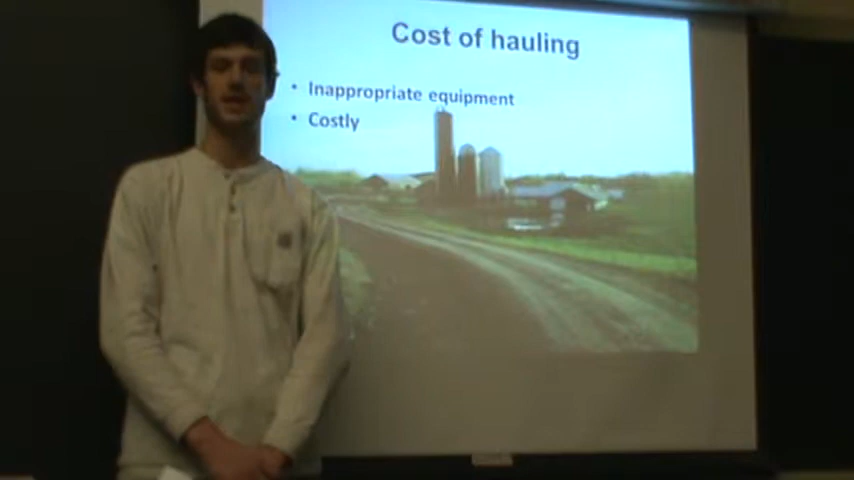 Cost of hauling
• Inappropriate equipment
• Costly